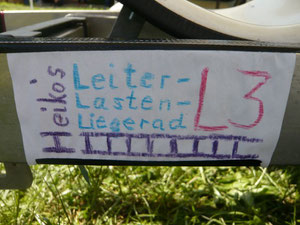 Heiko's
Leiter-
Lasten-
Liegerad
L3